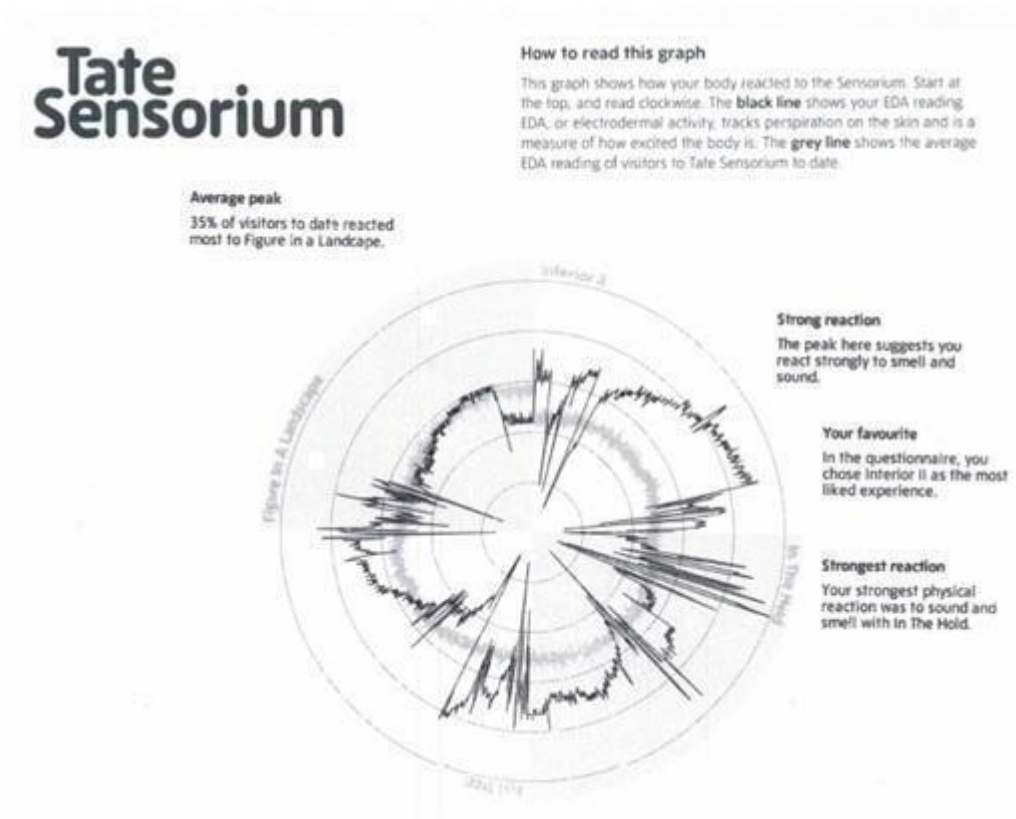 Tate
Sensorium
How to read this graph
This graph shows how your body reacted to the Sensorium. Start at
the top, and read clockwise. The black line shows your EDA reading.
EDA, or electrodermal activity, tracks perspiration on the skin and is a
measure of how excited the body is. The grey line shows the average
EDA reading of visitors to Tate Sensorium to date.
Average peak
35% of visitors to date reacted
most to Figure in a Landcape.
Interior II
Strong reaction
The peak here suggests you
react strongly to smell and
sound.
Figure In A Landscape
Your favourite
In the questionnaire, you
chose Interior II as the most
liked experience.
In The Hold
Strongest reaction
Your strongest physical
reaction was to sound and
smell with In The Hold.
Full Stop